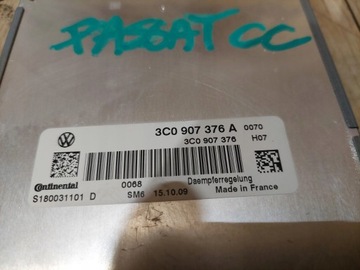 PASSAT CC
3C0 907 376 A 0070
3C0 907 376 H07
Continental 0068 Daempferregelung
S180031101 D SM6 15.10.09 Made in France